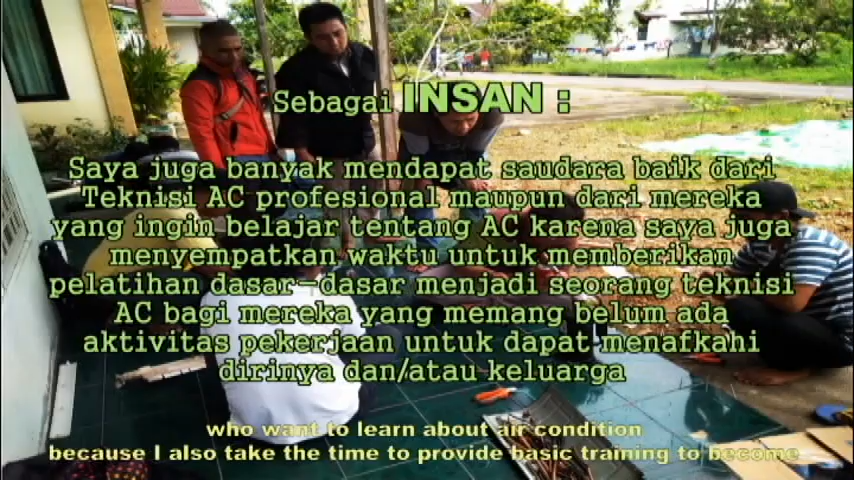 Sebagai INSAN :
Saya juga banyak mendapat saudara baik dari
Teknisi AC profesional maupun dari mereka
yang ingin belajar tentang AC karena saya juga
menyempatkan waktu untuk memberikan
pelatihan dasar-dasar menjadi seorang teknisi
AC bagi mereka yang memang belum ada
aktivitas pekerjaan untuk dapat menafkahi
dirinya dan/atau keluarga
who want to learn about air condition
because I also take the time to provide basic training to become